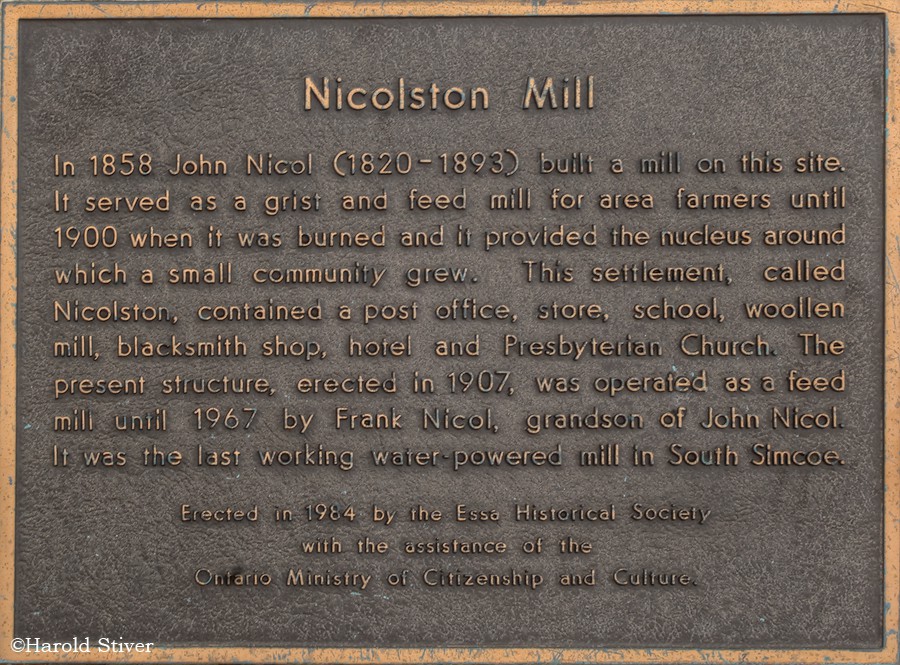 Nicolston Mill
In 1858 John Nicol (1820-1893) built a mill on this site.
It served as a grist and feed mill for area farmers until
1900 when it was burned and it provided the nucleus around
which a small community grew. This settlement, called
Nicolston, contained a post office, store, school, woollen
mill, blacksmith shop, hotel and Presbyterian Church. The
present structure, erected in 1907, was operated as a feed
mill until 1967 by Frank Nicol, grandson of John Nicol.
It was the last working water-powered mill in South Simcoe.
Erected in 1984 by the Essa Historical Society
with the assistance of the
Ontario Ministry of Citizenship and Culture.
©Harold Stiver